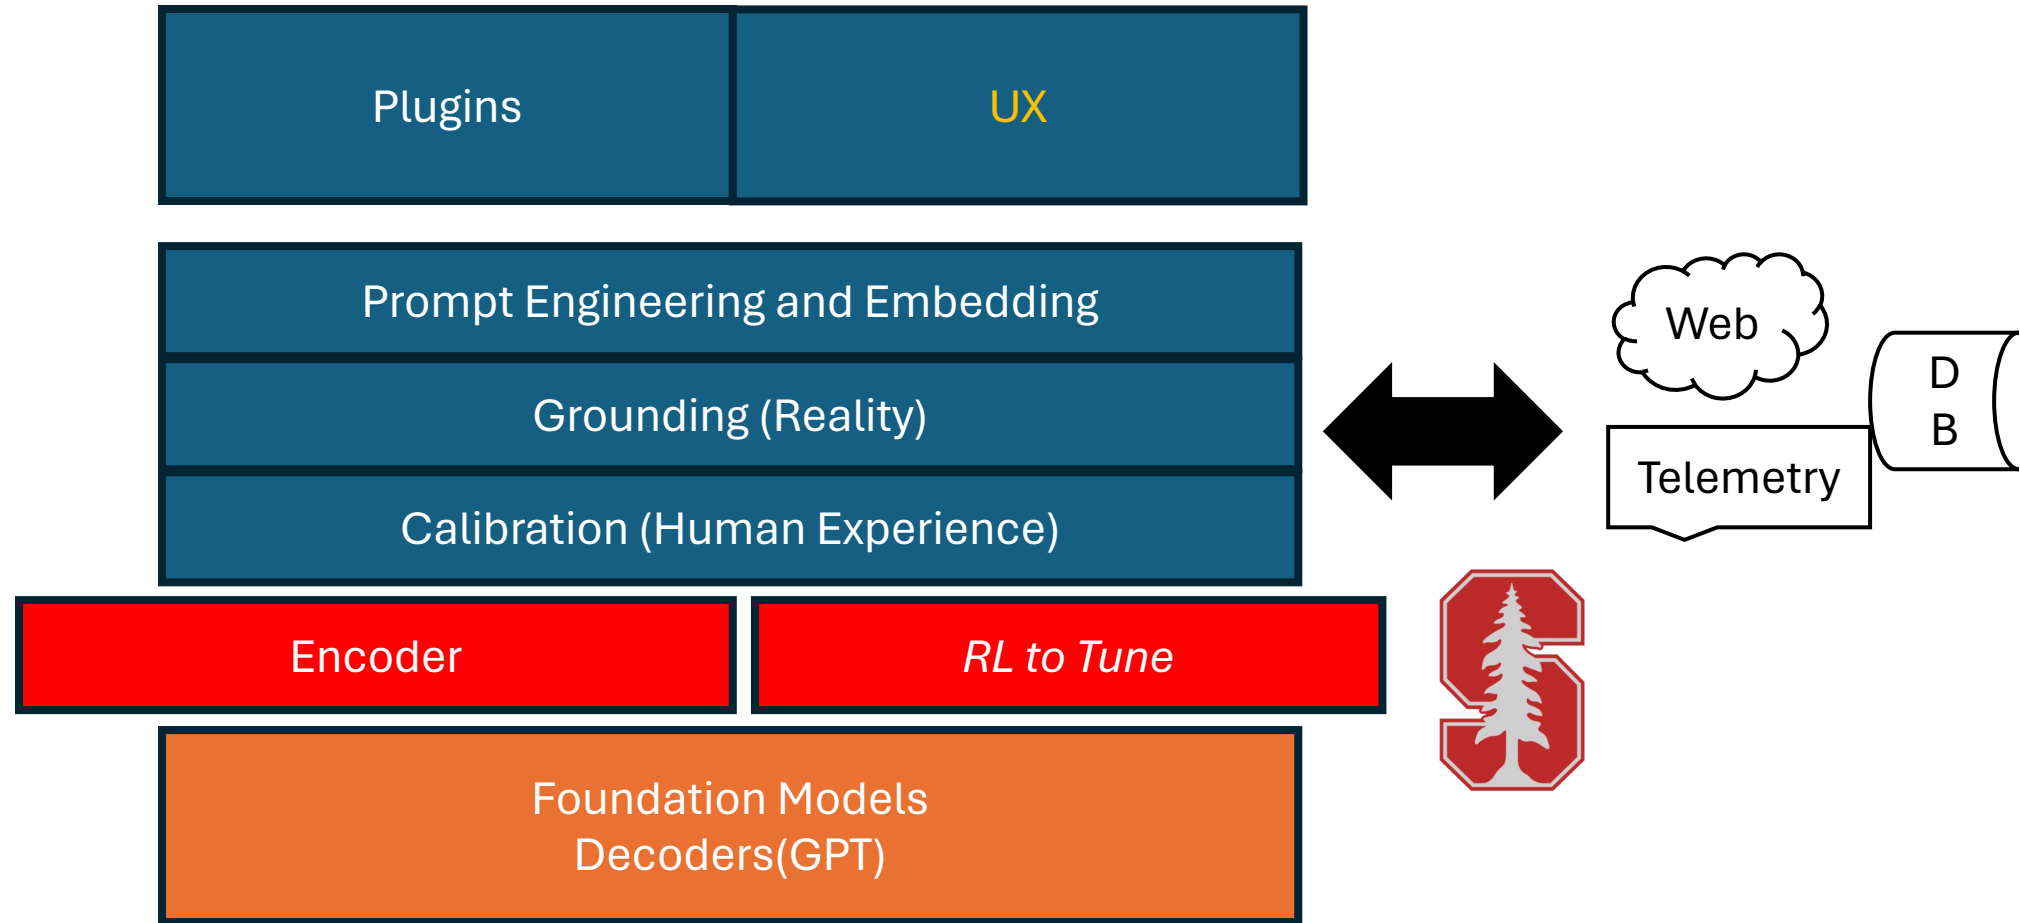 Plugins
UX
Prompt Engineering and Embedding
Grounding (Reality)
Calibration (Human Experience)
Web
D
B
Telemetry
Encoder
RL to Tune
Foundation Models
Decoders(GPT)